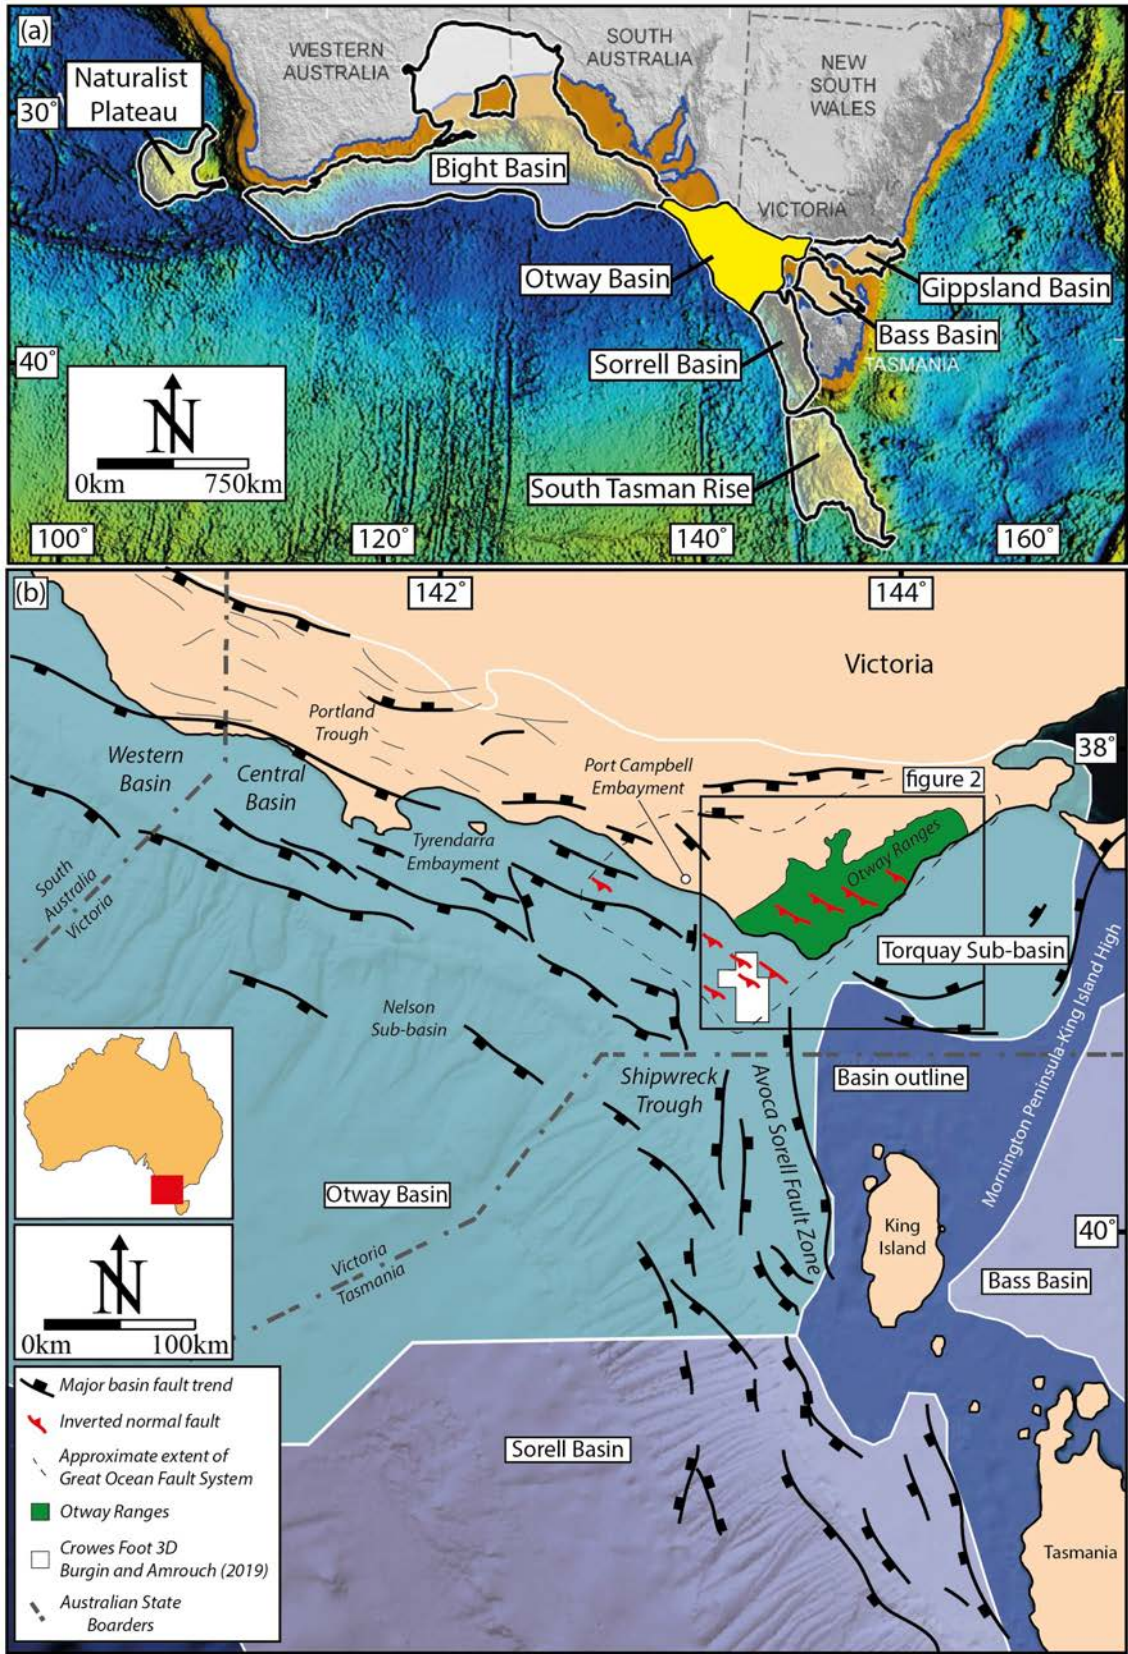 (a)
WESTERN
AUSTRALIA
SOUTH
AUSTRALIA
NEW
SOUTH
WALES
Naturalist
Plateau
30°
Bight Basin
VICTORIA
Otway Basin
Gippsland Basin
Bass Basin
Sorrell Basin
TASMANIA
40°
N
0km 750km
South Tasman Rise
100° 120° 140° 160°
(b)
142° 144°
Victoria
Portland
Trough
38°
Western
Basin
Central
Basin
Port Campbell
Embayment
figure 2
Otway Ranges
Tyrendarra
Embayment
South
Australia
Victoria
Torquay Sub-basin
Nelson
Sub-basin
Mornington Peninsula-King Island High
Shipwreck
Trough
Avoca Sorell Fault Zone
Basin outline
Otway Basin
King
Island
40°
Victoria
Tasmania
Bass Basin
N
0km 100km
Major basin fault trend
Inverted normal fault
Approximate extent of
Great Ocean Fault System
Otway Ranges
Crowes Foot 3D
Burgin and Amrouch (2019)
Australian State
Boarders
Sorell Basin
Tasmania